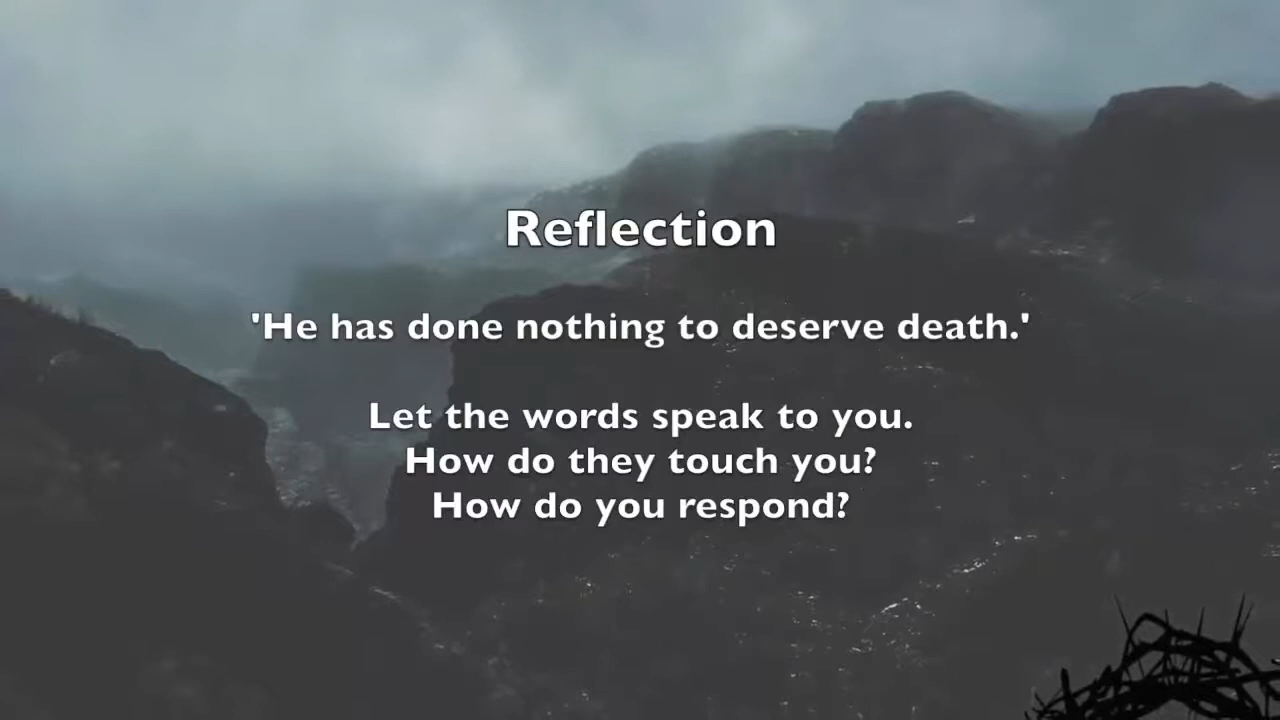 Reflection
'He has done nothing to deserve death.'
Let the words speak to you.
How do they touch you?
How do you respond?